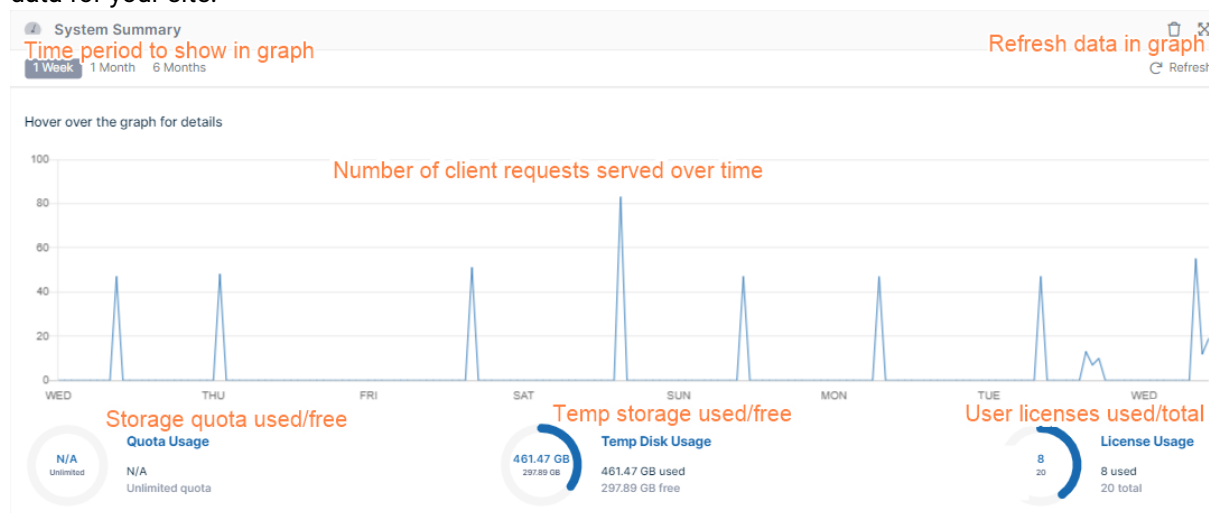 data for your site.
System Summary
Time period to show in graph
Refresh data in graph
1 Week 1 Month 6 Months
Refresh
Hover over the graph for details
100
Number of client requests served over time
80
60
40
20
0
WED THU FRI SAT SUN MON TUE WED
Storage quota used/free
Temp storage used/free
User licenses used/total
Quota Usage
N/A
Unlimited
N/A
Unlimited quota
Temp Disk Usage
461.47 GB
297.89 GB
461.47 GB used
297.89 GB free
License Usage
8
20
8 used
20 total